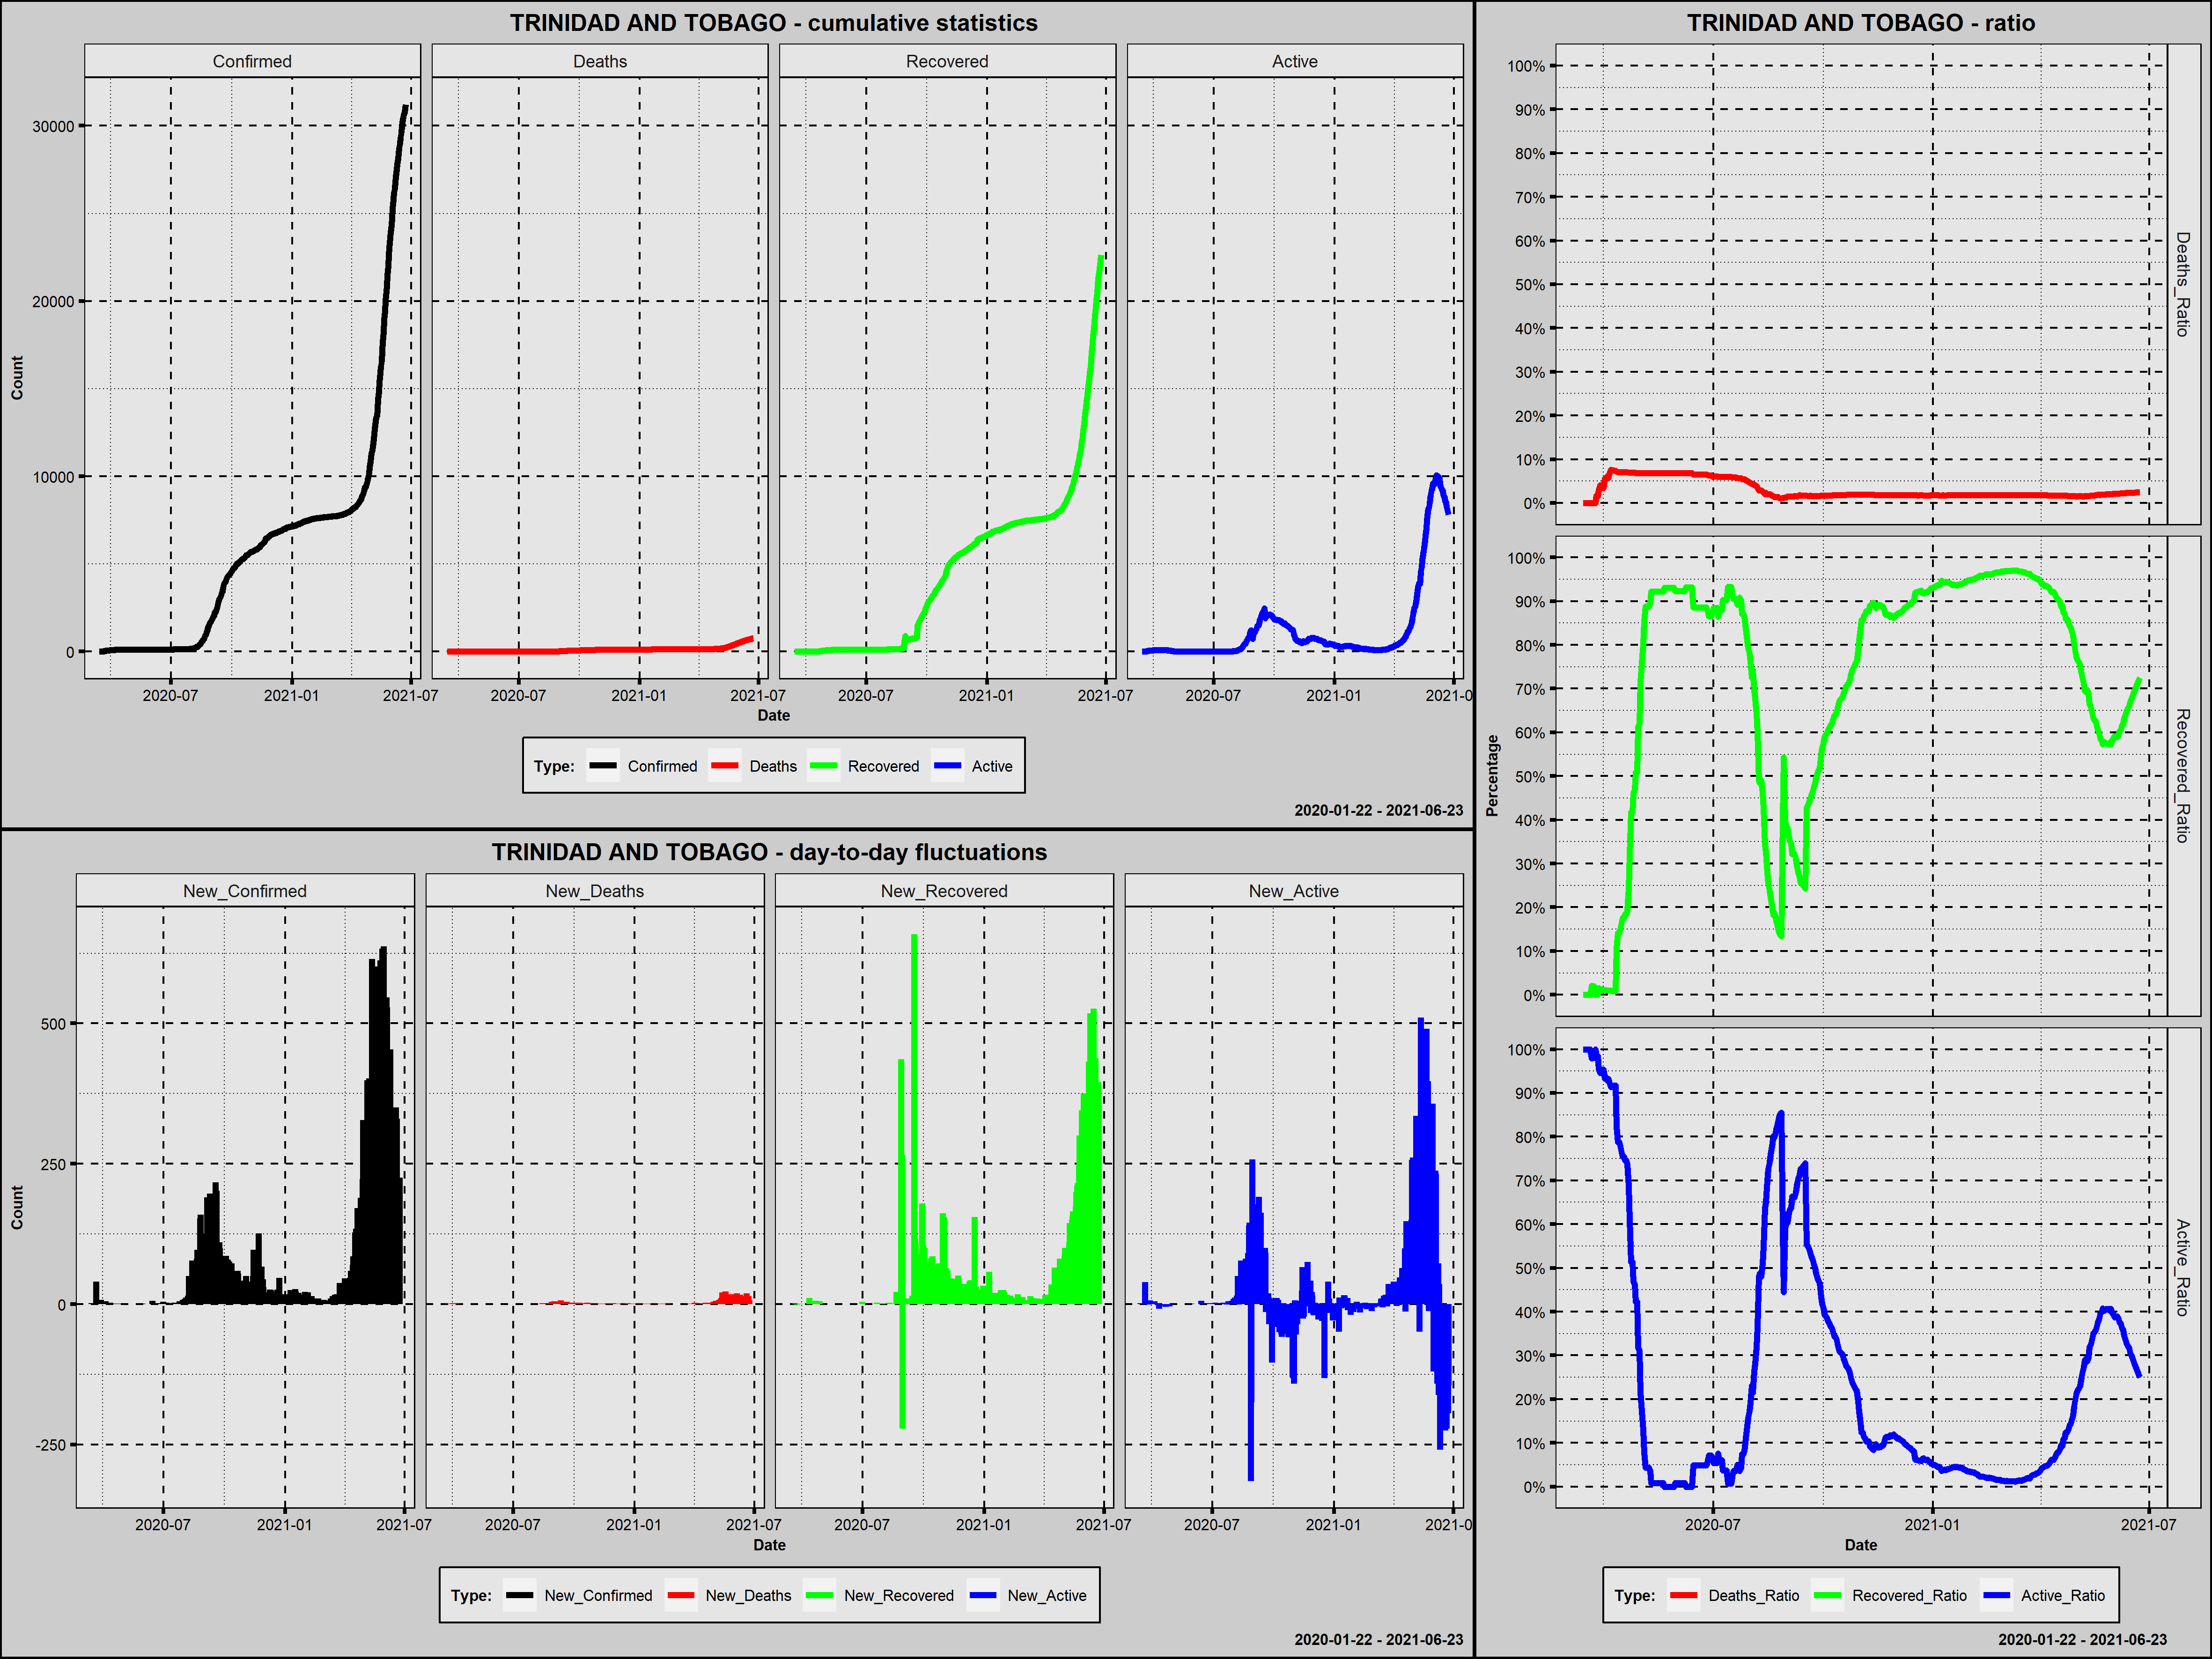 TRINIDAD AND TOBAGO - cumulative statistics
Confirmed Deaths Recovered Active
30000
20000
10000
0
Count
2020-07 2021-01 2021-07 2020-07 2021-01 2021-07 2020-07 2021-01 2021-07 2020-07 2021-01 2021-0
Date
Type: Confirmed Deaths Recovered Active
2020-01-22 - 2021-06-23
TRINIDAD AND TOBAGO - day-to-day fluctuations
New_Confirmed New_Deaths New_Recovered New_Active
500
250
0
-250
Count
2020-07 2021-01 2021-07 2020-07 2021-01 2021-07 2020-07 2021-01 2021-07 2020-07 2021-01 2021-0
Date
Type: New_Confirmed New_Deaths New_Recovered New_Active
2020-01-22 - 2021-06-23
TRINIDAD AND TOBAGO - ratio
100%
90%
80%
70%
60%
50%
40%
30%
20%
10%
0%
Deaths_Ratio
100%
90%
80%
70%
60%
50%
40%
30%
20%
10%
0%
Recovered_Ratio
Percentage
100%
90%
80%
70%
60%
50%
40%
30%
20%
10%
0%
Active_Ratio
2020-07 2021-01 2021-07
Date
Type: Deaths_Ratio Recovered_Ratio Active_Ratio
2020-01-22 - 2021-06-23